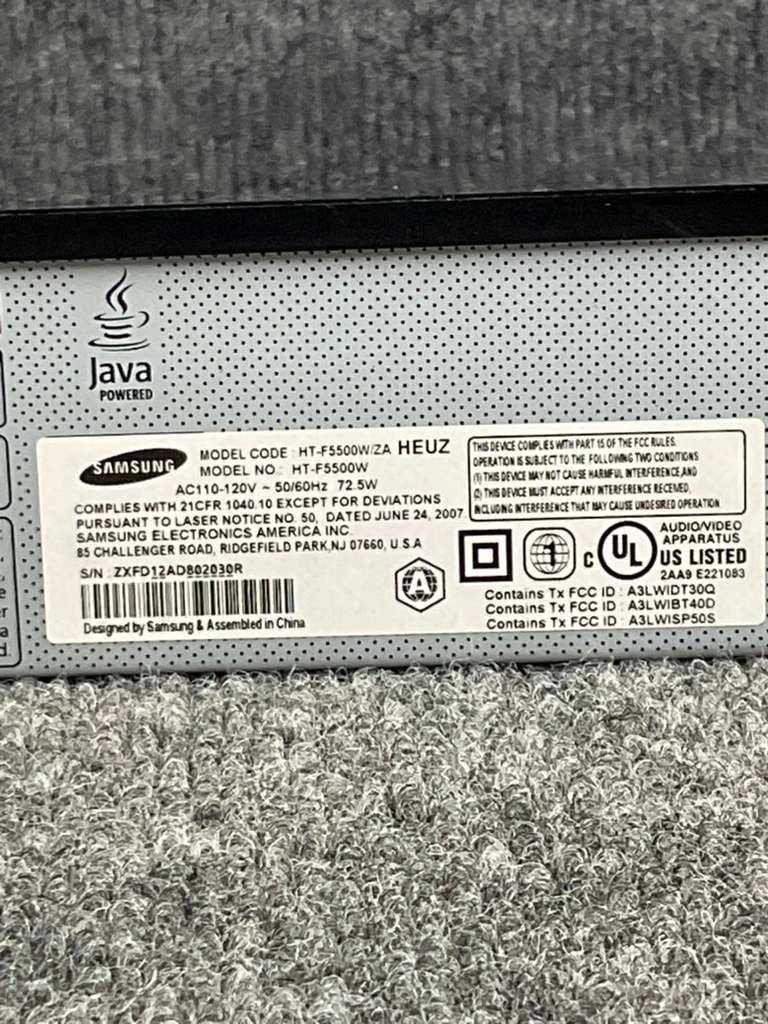 Java
POWERED
SAMSUNG
MODEL CODE : HT-F5500W/ZA HEUZ
MODEL NO : HT-F5500W
AC110-120V ~ 50/60Hz 72.5W
COMPLIES WITH 21CFR 1040.10 EXCEPT FOR DEVIATIONS
PURSUANT TO LASER NOTICE NO. 50, DATED JUNE 24, 2007.
SAMSUNG ELECTRONICS AMERICA INC.
85 CHALLENGER ROAD, RIDGEFIELD PARK,NJ 07660, U.S.A
S/N : ZXFD12AD802030R
Designed by Samsung & Assembled in China
THIS DEVICE COMPLIES WITH PART 15 OF THE FCC RULES.
OPERATION IS SUBJECT TO THE FOLLOWING TWO CONDITIONS
(1) THIS DEVICE MAY NOT CAUSE HARMFUL INTERFERENCE,AND
(2) THIS DEVICE MUST ACCEPT ANY INTERFERENCE RECEIVED,
INCLUDING INTERFERENCE THAT MAY CAUSE UNDESIRED OPERATION
A
1
C UL
AUDIO/VIDEO
APPARATUS
US LISTED
2AA9 E221083
Contains Tx FCC ID : A3LWIDT30Q
Contains Tx FCC ID : A3LWIBT40D
Contains Tx FCC ID : A3LWISP50S